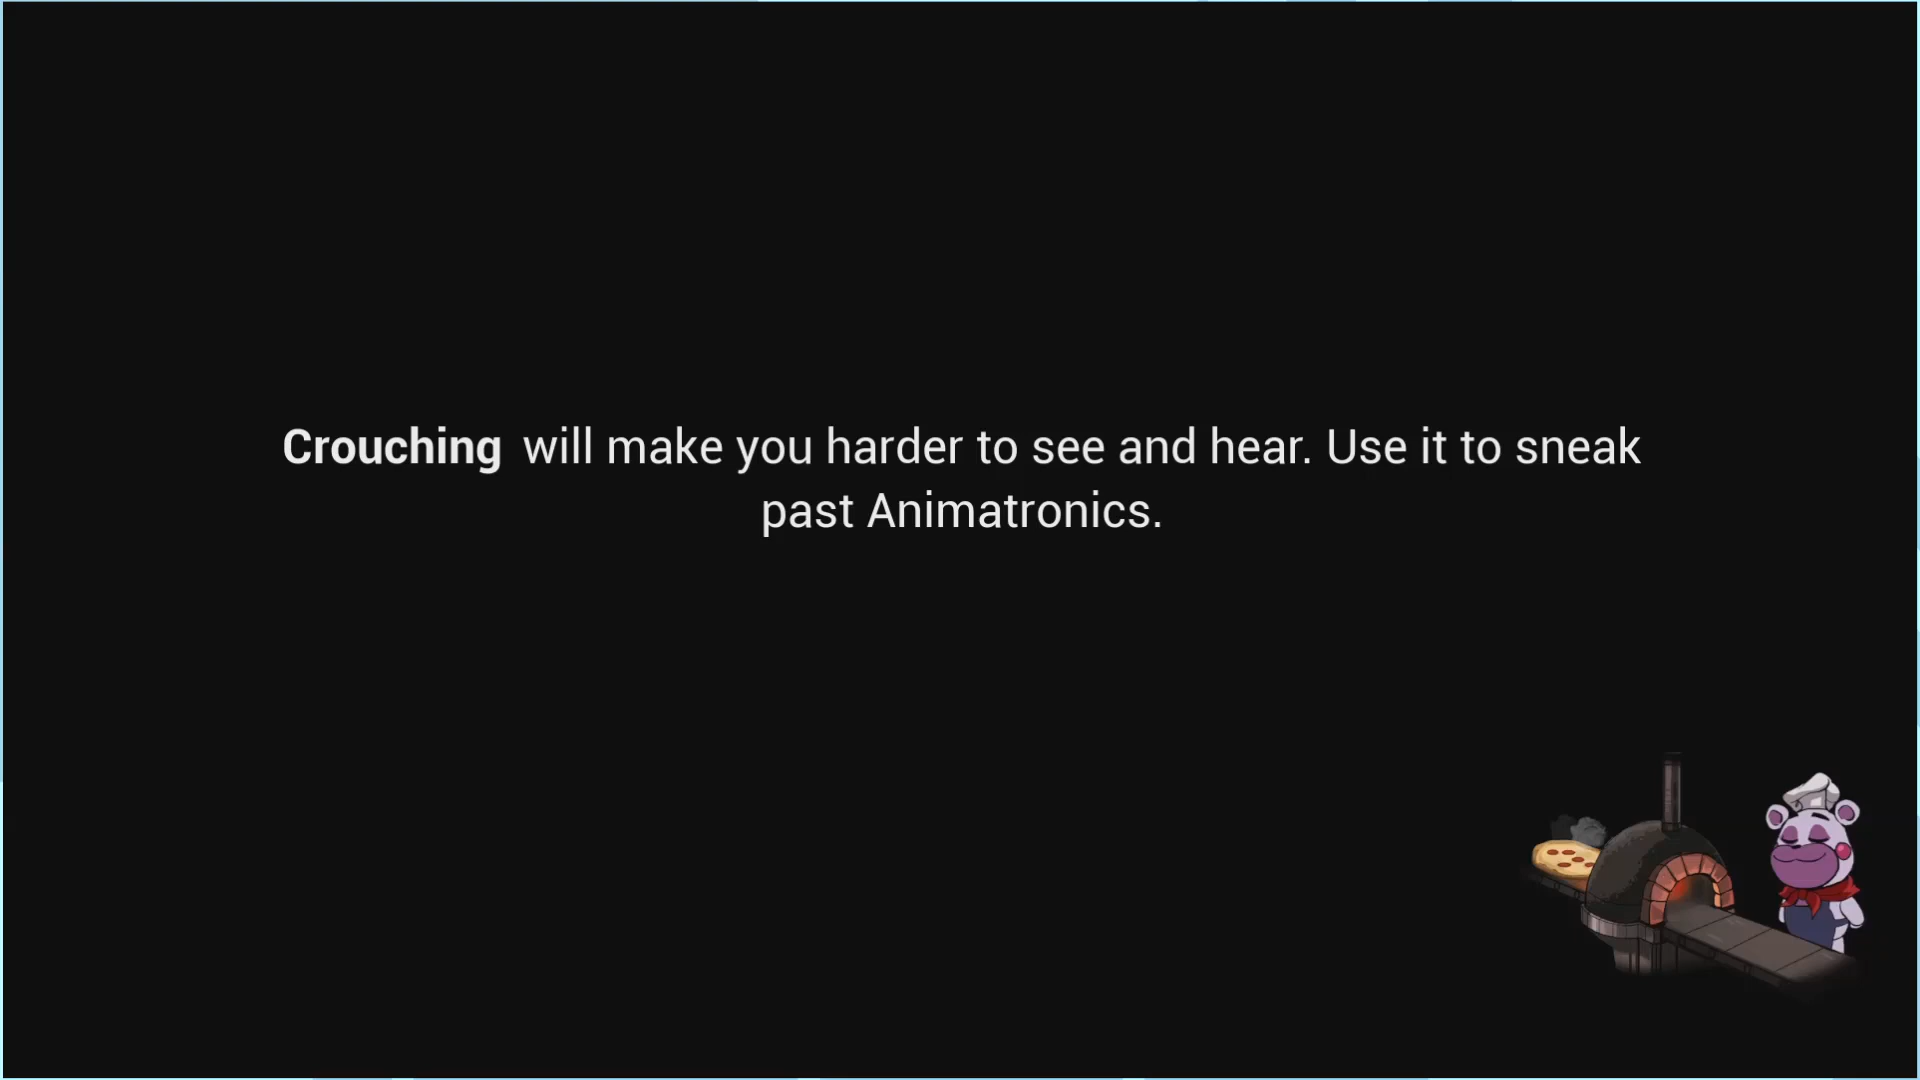 Crouching will make you harder to see and hear. Use it to sneak
past Animatronics.